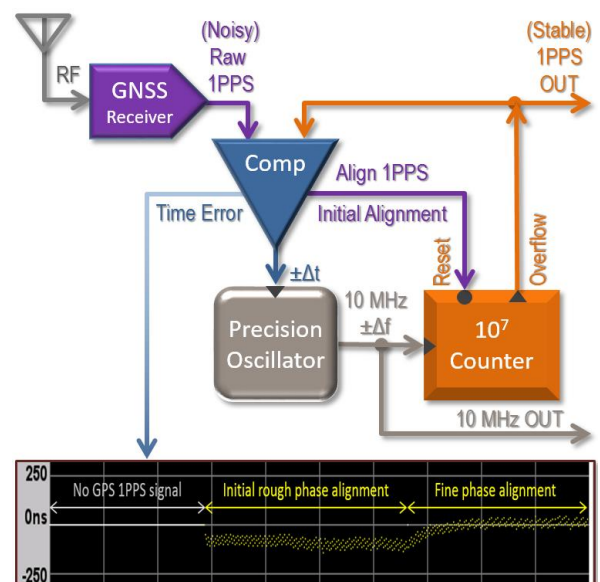 (Noisy)
Raw
1PPS
(Stable)
1PPS
OUT
RF
GNSS
Receiver
Comp
Align 1PPS
Time Error
Initial Alignment
Reset
Overflow
±Δt
10 MHz
±Δf
Precision
Oscillator
10⁷
Counter
10 MHz OUT
250
No GPS 1PPS signal
Initial rough phase alignment
Fine phase alignment
0ns
-250